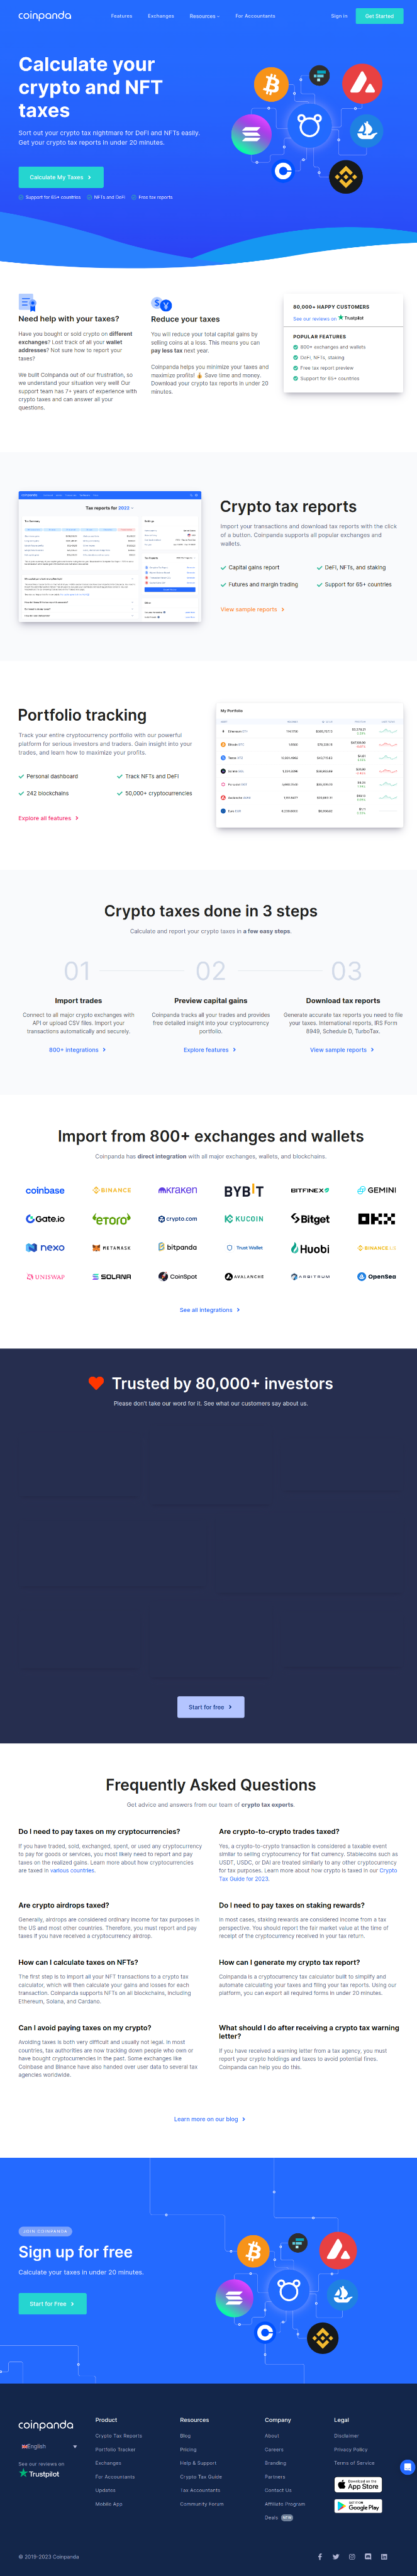 coinpanda
Features
Exchanges
Resources
For Accountants
Sign in
Get Started
Calculate your
crypto and NFT
taxes
Sort out your crypto tax nightmare for DeFi and NFTs easily.
Get your crypto tax reports in under 20 minutes.
Calculate My Taxes
Support for 65+ countries
NFTs and DeFi
Free tax reports
Need help with your taxes?
Have you bought or sold crypto on different
exchanges? Lost track of all your wallet
addresses? Not sure how to report your
taxes?
We built Coinpanda out of our frustration, so
we understand your situation very well! Our
support team has 7+ years of experience with
crypto taxes and can answer all your
questions.
Reduce your taxes
You will reduce your total capital gains by
selling coins at a loss. This means you can
pay less tax next year.
Coinpanda helps you minimize your taxes and
maximize profits! Save time and money.
Download your crypto tax reports in under 20
minutes.
80,000+ HAPPY CUSTOMERS
See our reviews on Trustpilot
POPULAR FEATURES
800+ exchanges and wallets
DeFi, NFTs, staking
Free tax report preview
Support for 65+ countries
Tax reports for 2022
Crypto tax reports
Import your transactions and download tax reports with the click
of a button. Coinpanda supports all popular exchanges and
wallets.
Capital gains report
DeFi, NFTs, and staking
Futures and margin trading
Support for 65+ countries
View sample reports
Portfolio tracking
Track your entire cryptocurrency portfolio with our powerful
platform for serious investors and traders. Gain insight into your
trades, and learn how to maximize your profits.
Personal dashboard
Track NFTs and DeFi
242 blockchains
50,000+ cryptocurrencies
Explore all features
My Portfolio
Crypto taxes done in 3 steps
Calculate and report your crypto taxes in a few easy steps.
01
02
03
Import trades
Connect to all major crypto exchanges with
API or upload CSV files. Import your
transactions automatically and securely.
800+ integrations
Preview capital gains
Coinpanda tracks all your trades and provides
free detailed insight into your cryptocurrency
portfolio.
Explore features
Download tax reports
Generate accurate tax reports you need to file
your taxes. International reports, IRS Form
8949, Schedule D, TurboTax.
View sample reports
Import from 800+ exchanges and wallets
Coinpanda has direct integration with all major exchanges, wallets, and blockchains.
coinbase
BINANCE
kraken
BYBIT
BITFINEX
GEMINI
Gate.io
eToro
crypto.com
KUCOIN
Bitget
OKX
nexo
METAMASK
bitpanda
Trust Wallet
Huobi
BINANCE.US
UNISWAP
SOLANA
CoinSpot
AVALANCHE
ARBITRUM
OpenSea
See all integrations
Trusted by 80,000+ investors
Please don't take our word for it. See what our customers say about us.
Start for free
Frequently Asked Questions
Get advice and answers from our team of crypto tax experts.
Do I need to pay taxes on my cryptocurrencies?
If you have traded, sold, exchanged, spent, or used any cryptocurrency
to pay for goods or services, you most likely need to report and pay
taxes on the realized gains. Learn more about how cryptocurrencies
are taxed in various countries.
Are crypto-to-crypto trades taxed?
Yes, a crypto-to-crypto transaction is considered a taxable event
similar to selling cryptocurrency for fiat currency. Stablecoins such as
USDT, USDC, or DAI are treated similarly to any other cryptocurrency
for tax purposes. Learn more about how crypto is taxed in our Crypto
Tax Guide for 2023.
Are crypto airdrops taxed?
Generally, airdrops are considered ordinary income for tax purposes in
the US and most other countries. Therefore, you must report and pay
taxes if you have received a cryptocurrency airdrop.
Do I need to pay taxes on staking rewards?
In most cases, staking rewards are considered income from a tax
perspective. You should report the fair market value at the time of
receipt of the cryptocurrency received in your tax return.
How can I calculate taxes on NFTs?
The first step is to import all your NFT transactions to a crypto tax
calculator, which will then calculate your gains and losses for each
transaction. Coinpanda supports NFTs on all blockchains, including
Ethereum, Solana, and Cardano.
How can I generate my crypto tax report?
Coinpanda is a cryptocurrency tax calculator built to simplify and
automate calculating your taxes and filing your tax reports. Using our
platform, you can export all required forms in under 20 minutes.
Can I avoid paying taxes on my crypto?
Avoiding taxes is both very difficult and usually not legal. In most
countries, tax authorities are now tracking down people who own or
have bought cryptocurrencies in the past. Some exchanges like
Coinbase and Binance have also handed over user data to several tax
agencies worldwide.
What should I do after receiving a crypto tax warning
letter?
If you have received a warning letter from a tax agency, you must
report your crypto holdings and taxes to avoid potential fines.
Coinpanda can help you do this.
Learn more on our blog
JOIN COINPANDA
Sign up for free
Calculate your taxes in under 20 minutes.
Start for Free
coinpanda
English
See our reviews on
Trustpilot
Product
Crypto Tax Reports
Portfolio Tracker
Exchanges
For Accountants
Updates
Mobile App
Resources
Blog
Pricing
Help & Support
Crypto Tax Guide
Tax Accountants
Community Forum
Company
About
Careers
Branding
Partners
Contact Us
Affiliate Program
Deals NEW
Legal
Disclaimer
Privacy Policy
Terms of Service
Download on the
App Store
Google Play
© 2019-2023 Coinpanda